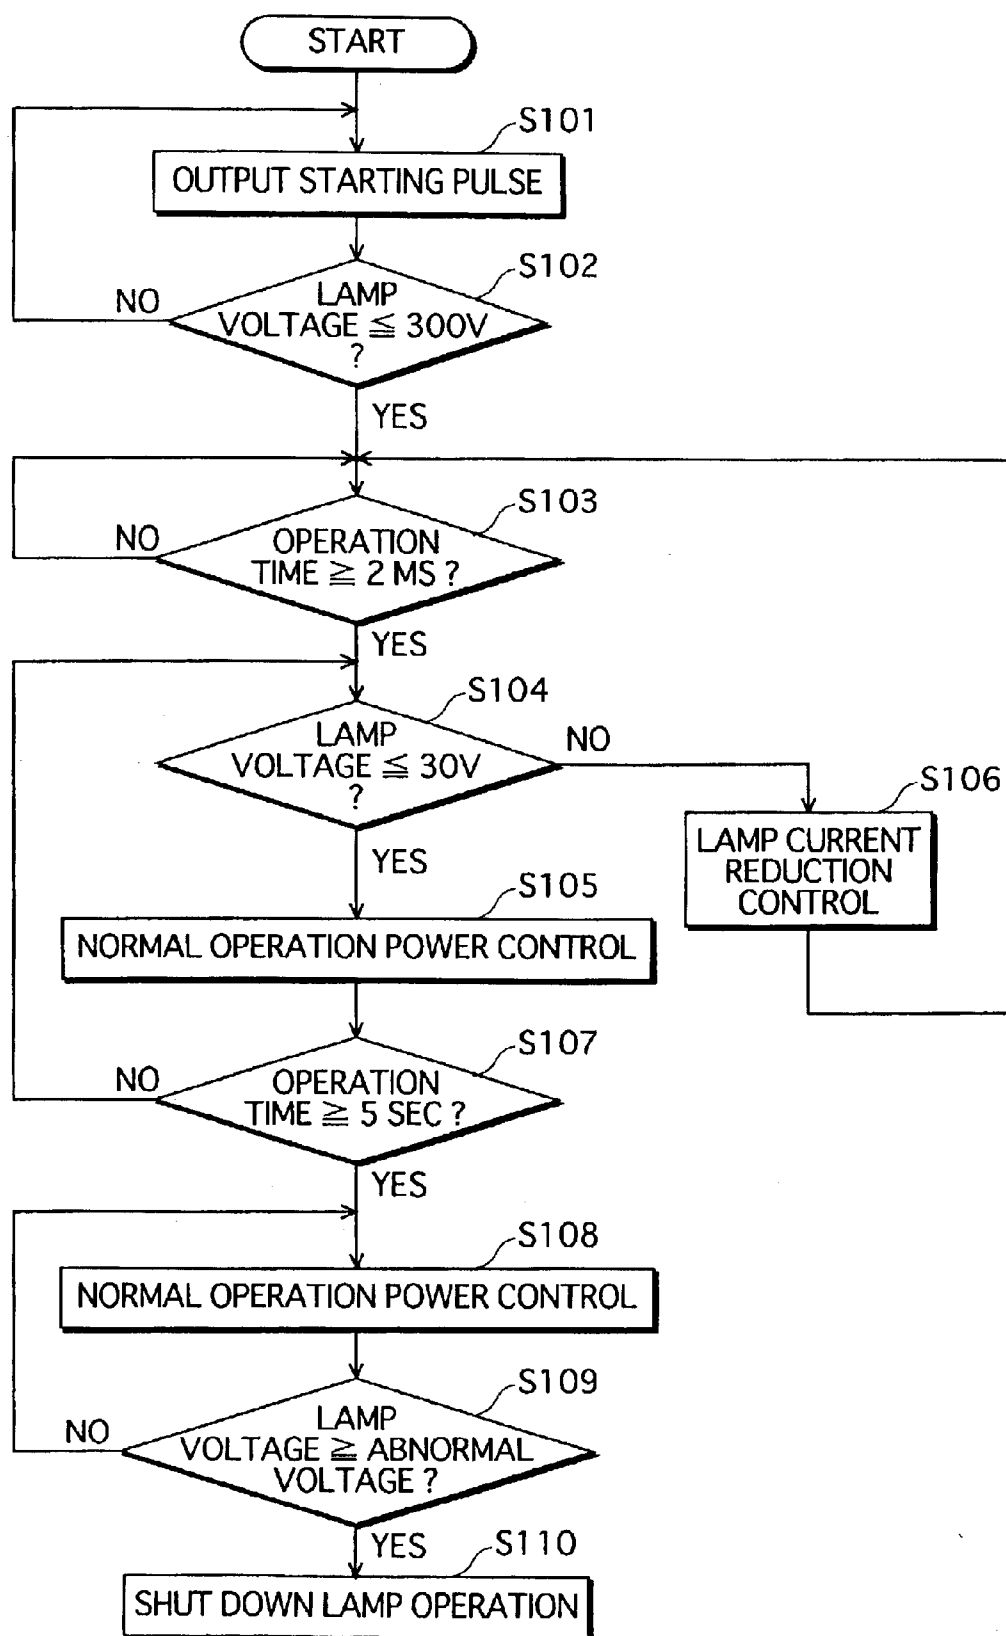 START
S101
OUTPUT STARTING PULSE
S102
LAMP
VOLTAGE ≦ 300V
?
NO
YES
S103
OPERATION
TIME ≧ 2 MS ?
NO
YES
S104
LAMP
VOLTAGE ≦ 30V
?
NO
S106
LAMP CURRENT
REDUCTION
CONTROL
YES
S105
NORMAL OPERATION POWER CONTROL
S107
OPERATION
TIME ≧ 5 SEC ?
NO
YES
S108
NORMAL OPERATION POWER CONTROL
S109
LAMP
VOLTAGE ≧ ABNORMAL
VOLTAGE ?
NO
YES
S110
SHUT DOWN LAMP OPERATION